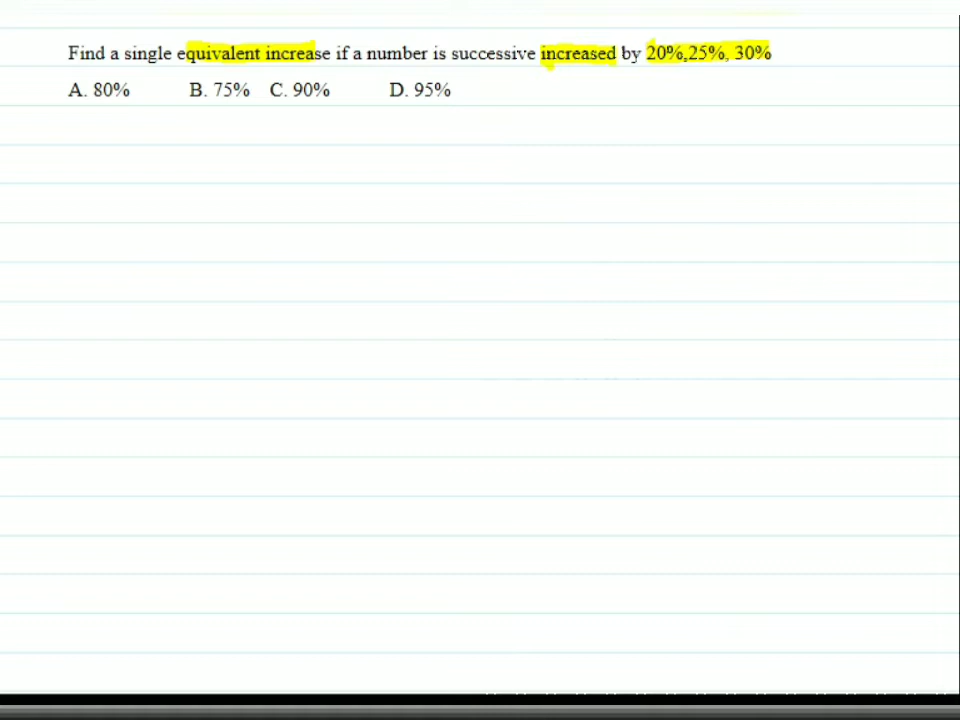 Find a single equivalent increase if a number is successive increased by 20%,25%, 30%
A. 80% B. 75% C. 90% D. 95%